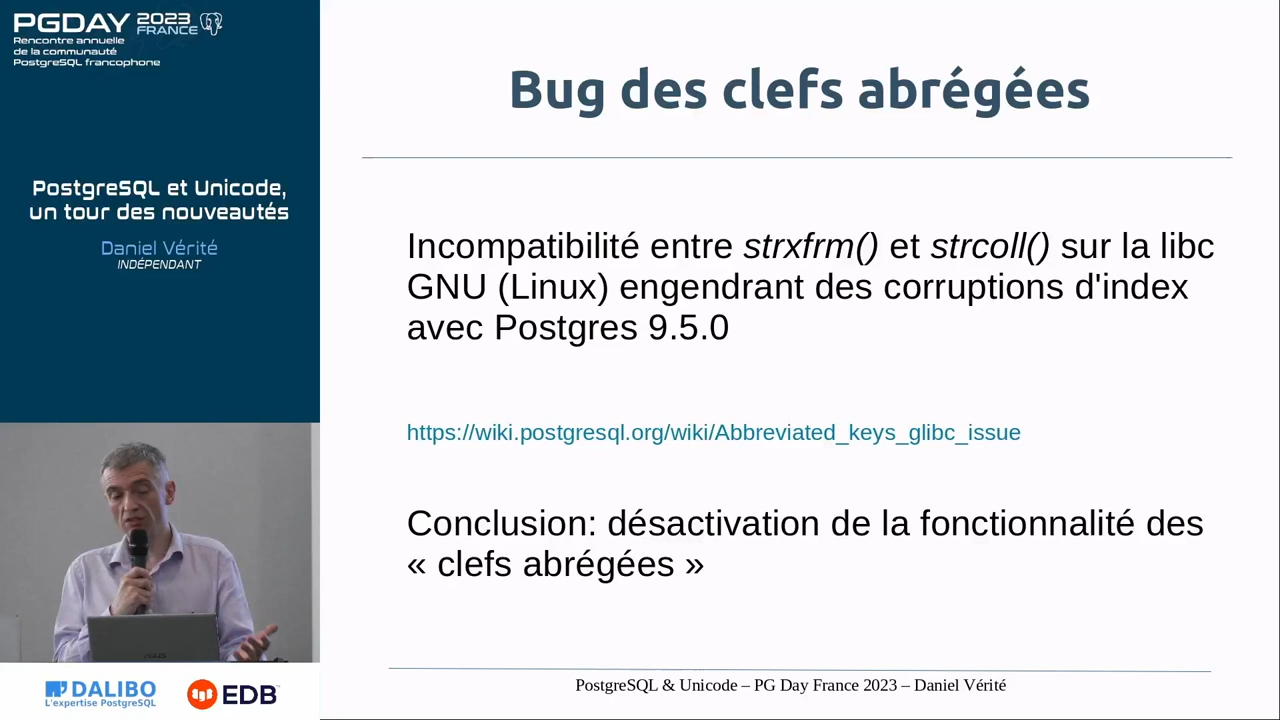 PGDAY 2023 FRANCE
Rencontre annuelle
de la communauté
PostgreSQL francophone
PostgreSQL et Unicode,
un tour des nouveautés
Daniel Vérité
INDÉPENDANT
Bug des clefs abrégées
Incompatibilité entre strxfrm() et strcoll() sur la libc
GNU (Linux) engendrant des corruptions d'index
avec Postgres 9.5.0
https://wiki.postgresql.org/wiki/Abbreviated_keys_glibc_issue
Conclusion: désactivation de la fonctionnalité des
« clefs abrégées »
PostgreSQL & Unicode – PG Day France 2023 – Daniel Vérité
ASUS
DALIBO
L'expertise PostgreSQL
EDB